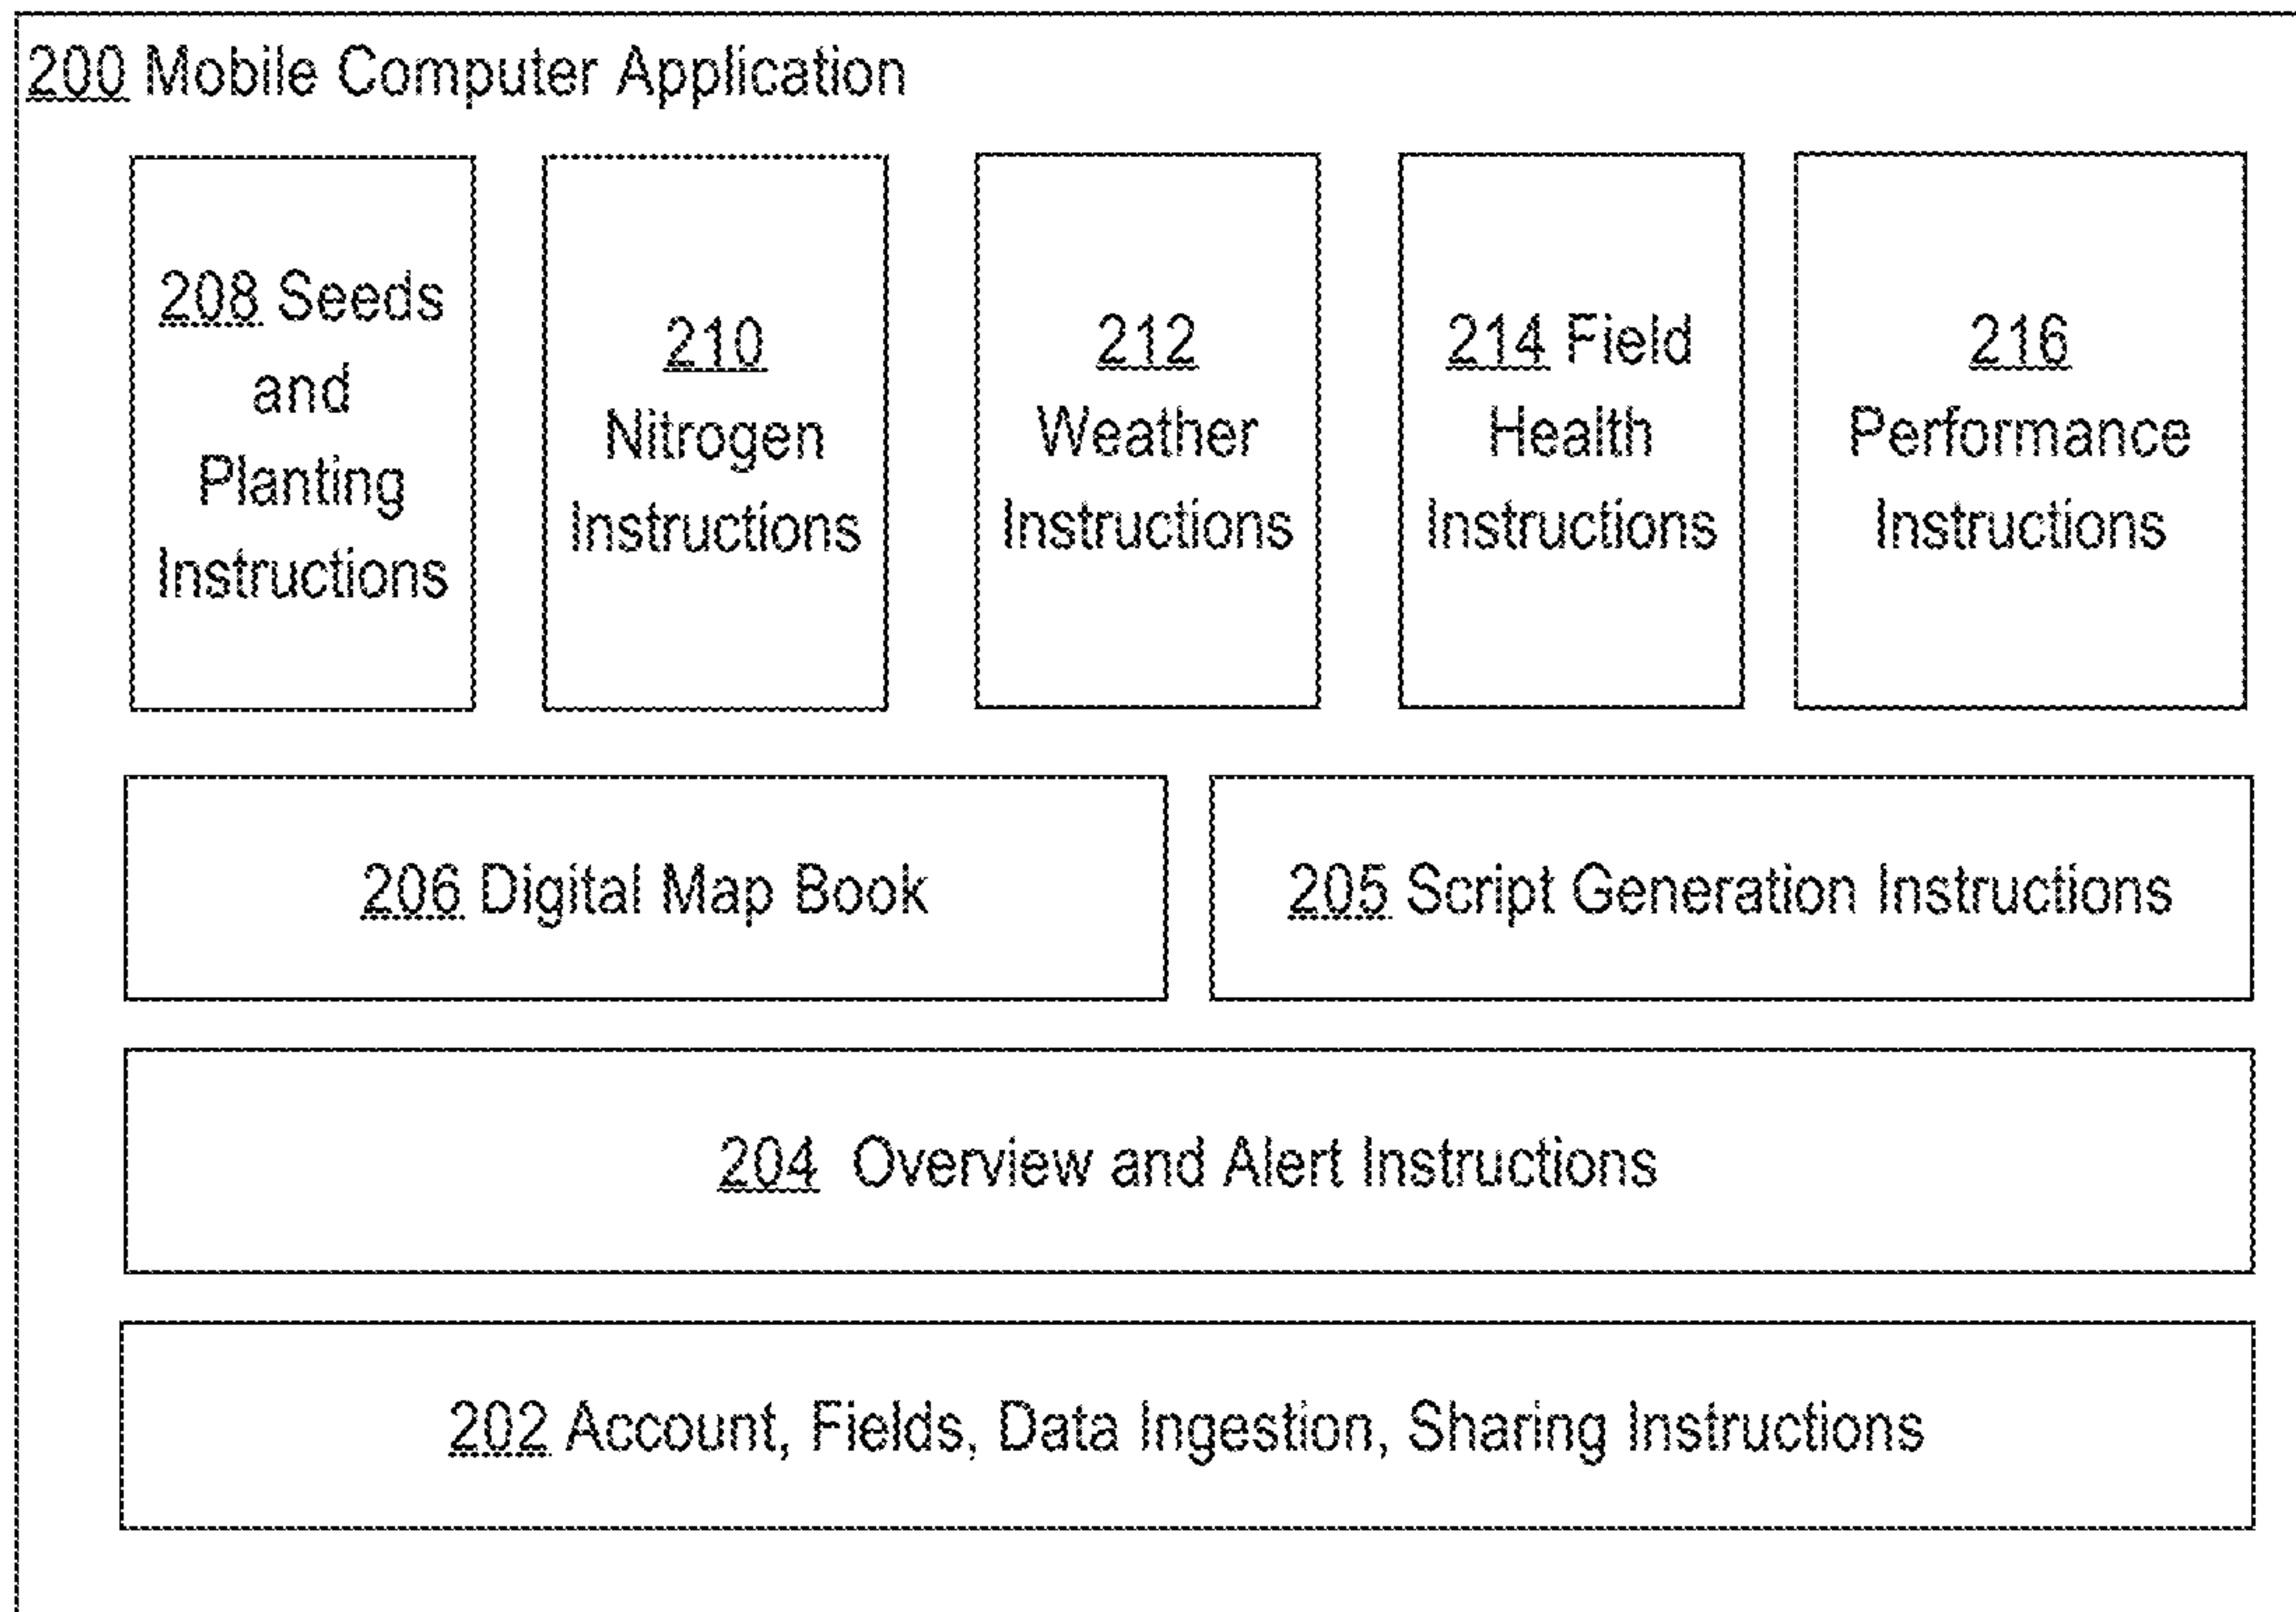 200 Mobile Computer Application
208 Seeds
and
Planting
Instructions
210
Nitrogen
Instructions
212
Weather
Instructions
214 Field
Health
Instructions
216
Performance
Instructions
206 Digital Map Book
205 Script Generation Instructions
204 Overview and Alert Instructions
202 Account, Fields, Data Ingestion, Sharing Instructions